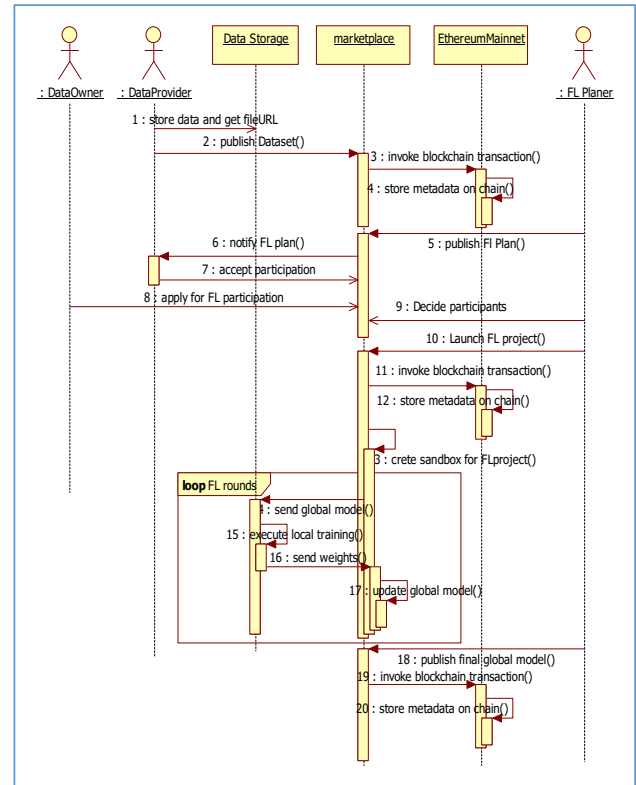 Data Storage
marketplace
EthereumMainnet
: DataOwner
: DataProvider
: FL Planer
1 : store data and get fileURL
2 : publish Dataset()
3 : invoke blockchain transaction()
4 : store metadata on chain()
5 : publish Fl Plan()
6 : notify FL plan()
7 : accept participation
8 : apply for FL participation
9 : Decide participants
10 : Launch FL project()
11 : invoke blockchain transaction()
12 : store metadata on chain()
3 : crete sandbox for FLproject()
loop FL rounds
4 : send global model()
15 : execute local training()
16 : send weights()
17 : update global model()
18 : publish final global model()
19 : invoke blockchain transaction()
20 : store metadata on chain()